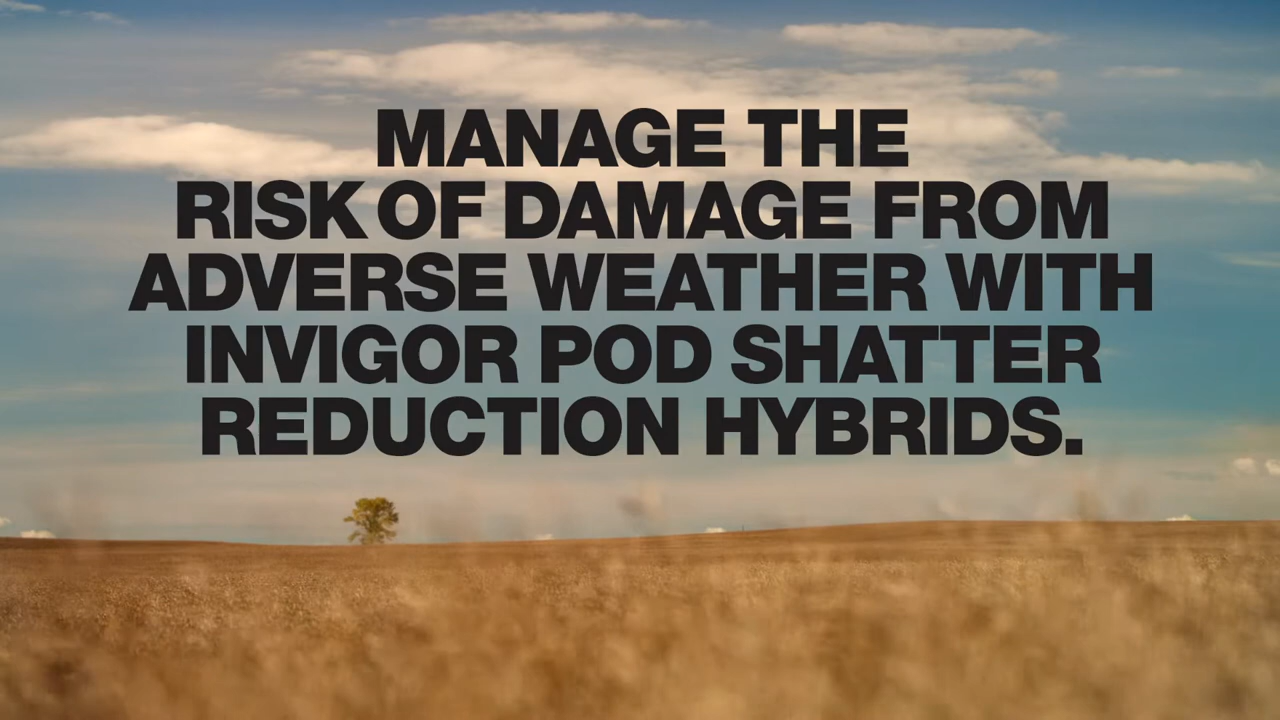 MANAGE THE
RISK OF DAMAGE FROM
ADVERSE WEATHER WITH
INVIGOR POD SHATTER
REDUCTION HYBRIDS.